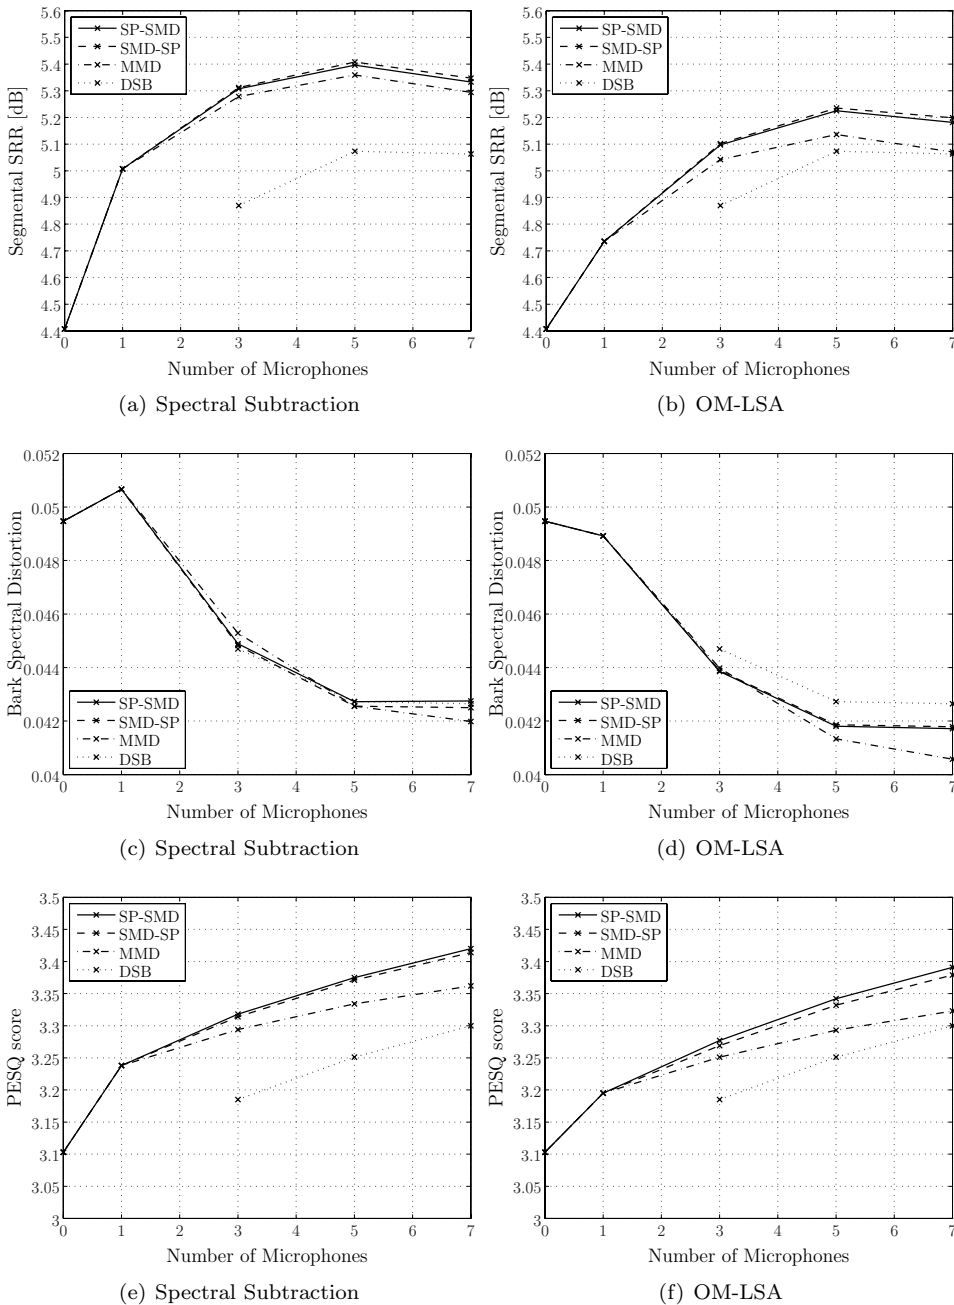 5.6
5.5
5.4
5.3
5.2
5.1
5
4.9
4.8
4.7
4.6
4.5
4.4
Segmental SRR [dB]
SP-SMD
SMD-SP
MMD
DSB
0 1 2 3 4 5 6 7
Number of Microphones
(a) Spectral Subtraction
5.6
5.5
5.4
5.3
5.2
5.1
5
4.9
4.8
4.7
4.6
4.5
4.4
Segmental SRR [dB]
SP-SMD
SMD-SP
MMD
DSB
0 1 2 3 4 5 6 7
Number of Microphones
(b) OM-LSA
0.052
0.05
0.048
0.046
0.044
0.042
0.04
Bark Spectral Distortion
SP-SMD
SMD-SP
MMD
DSB
0 1 2 3 4 5 6 7
Number of Microphones
(c) Spectral Subtraction
0.052
0.05
0.048
0.046
0.044
0.042
0.04
Bark Spectral Distortion
SP-SMD
SMD-SP
MMD
DSB
0 1 2 3 4 5 6 7
Number of Microphones
(d) OM-LSA
3.5
3.45
3.4
3.35
3.3
3.25
3.2
3.15
3.1
3.05
3
PESQ score
SP-SMD
SMD-SP
MMD
DSB
0 1 2 3 4 5 6 7
Number of Microphones
(e) Spectral Subtraction
3.5
3.45
3.4
3.35
3.3
3.25
3.2
3.15
3.1
3.05
3
PESQ score
SP-SMD
SMD-SP
MMD
DSB
0 1 2 3 4 5 6 7
Number of Microphones
(f) OM-LSA